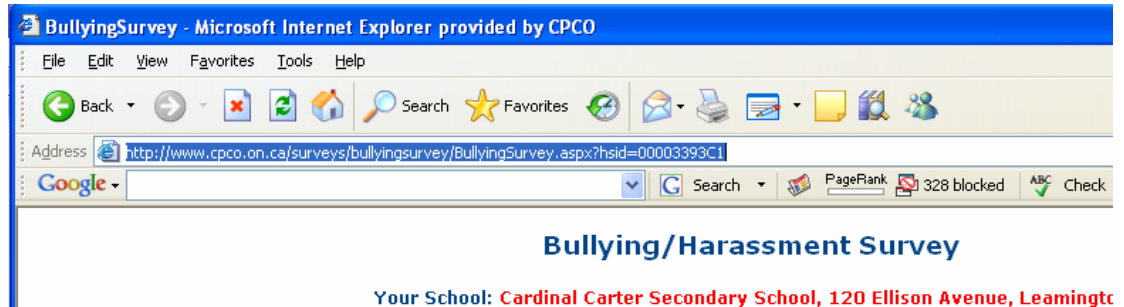 BullyingSurvey - Microsoft Internet Explorer provided by CPCO
File Edit View Favorites Tools Help
Back Search Favorites
Address http://www.cpco.on.ca/surveys/bullyingsurvey/BullyingSurvey.aspx?hsid=00003393C1
Google G Search PageRank 328 blocked ABC Check
Bullying/Harassment Survey
Your School: Cardinal Carter Secondary School, 120 Ellison Avenue,